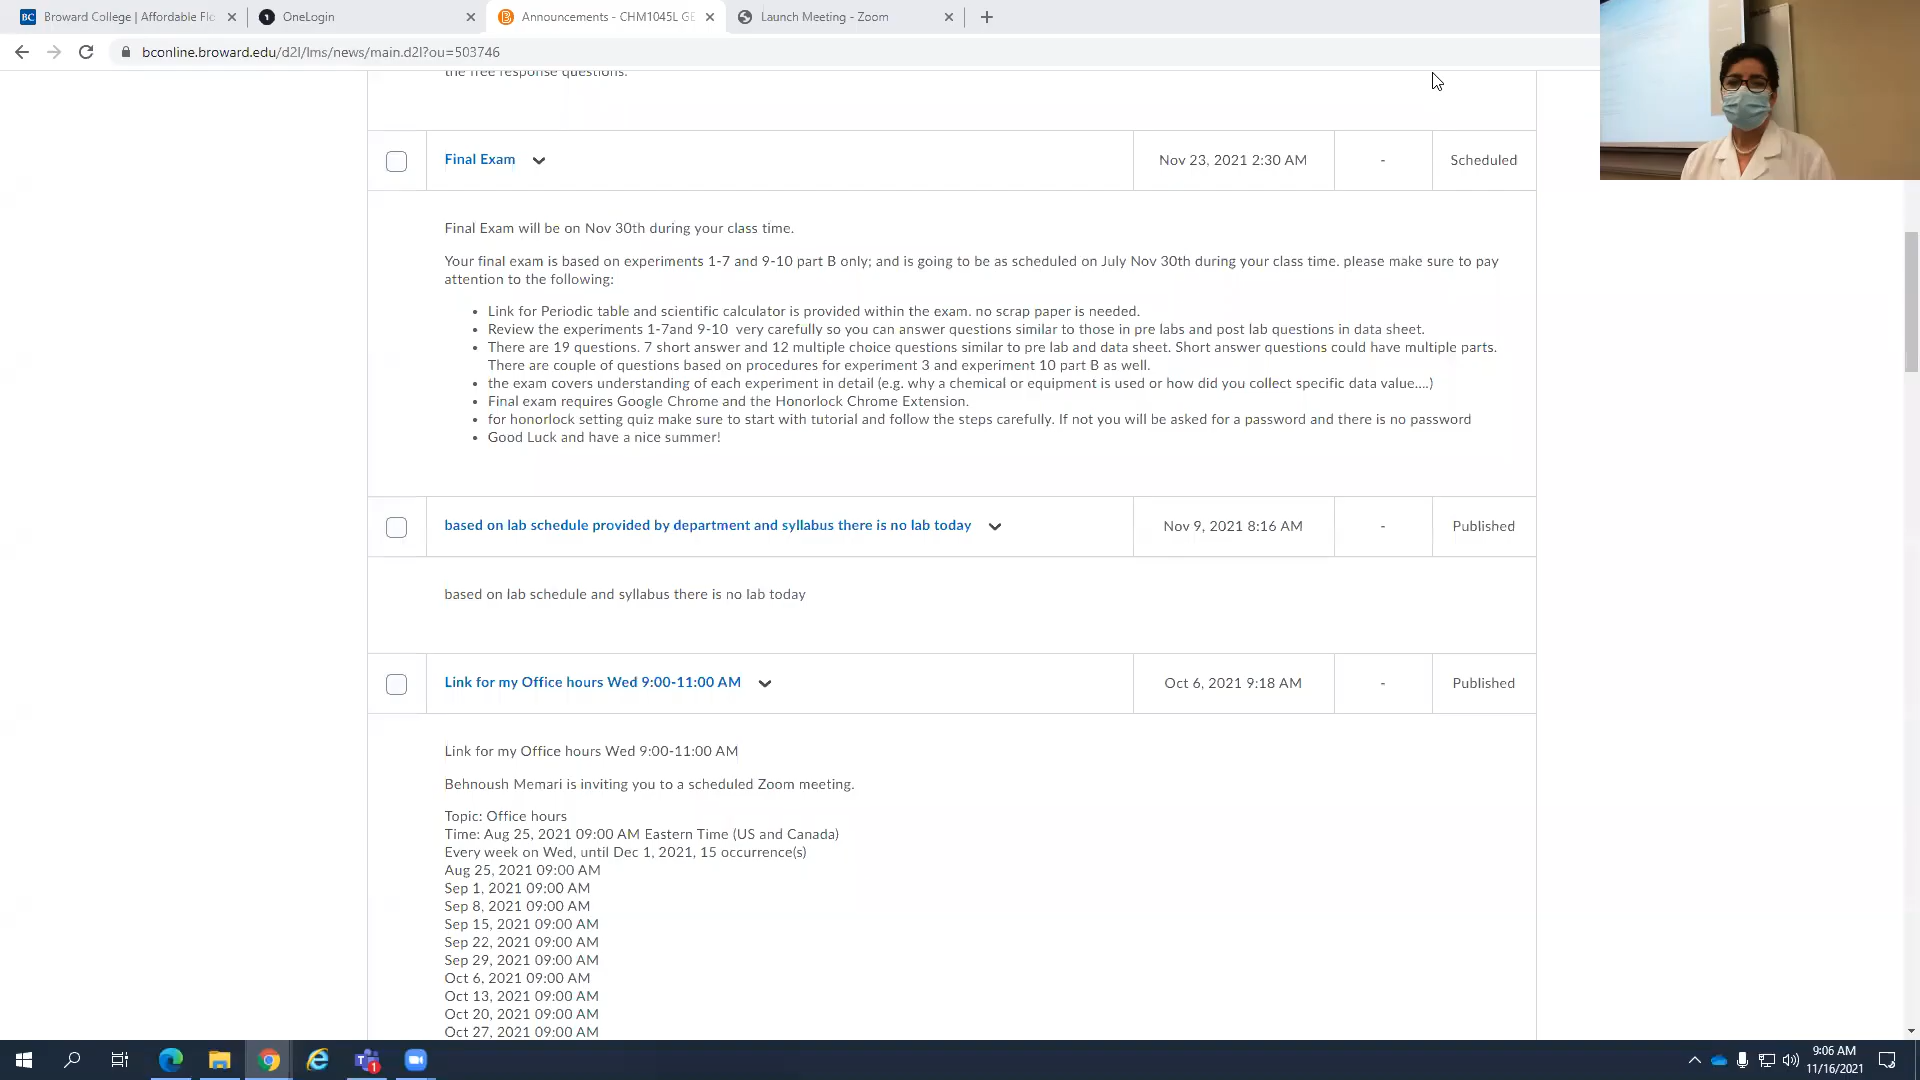 Broward College | Affordable Flo
OneLogin
Announcements - CHM1045L GE
Launch Meeting - Zoom
bconline.broward.edu/d2l/lms/news/main.d2l?ou=503746
the free response questions.
Final Exam
Nov 23, 2021 2:30 AM
-
Scheduled
Final Exam will be on Nov 30th during your class time.
Your final exam is based on experiments 1-7 and 9-10 part B only; and is going to be as scheduled on July Nov 30th during your class time. please make sure to pay
attention to the following:
• Link for Periodic table and scientific calculator is provided within the exam. no scrap paper is needed.
• Review the experiments 1-7and 9-10 very carefully so you can answer questions similar to those in pre labs and post lab questions in data sheet.
• There are 19 questions. 7 short answer and 12 multiple choice questions similar to pre lab and data sheet. Short answer questions could have multiple parts.
There are couple of questions based on procedures for experiment 3 and experiment 10 part B as well.
• the exam covers understanding of each experiment in detail (e.g. why a chemical or equipment is used or how did you collect specific data value....)
• Final exam requires Google Chrome and the Honorlock Chrome Extension.
• for honorlock setting quiz make sure to start with tutorial and follow the steps carefully. If not you will be asked for a password and there is no password
• Good Luck and have a nice summer!
based on lab schedule provided by department and syllabus there is no lab today
Nov 9, 2021 8:16 AM
-
Published
based on lab schedule and syllabus there is no lab today
Link for my Office hours Wed 9:00-11:00 AM
Oct 6, 2021 9:18 AM
-
Published
Link for my Office hours Wed 9:00-11:00 AM
Behnoush Memari is inviting you to a scheduled Zoom meeting.
Topic: Office hours
Time: Aug 25, 2021 09:00 AM Eastern Time (US and Canada)
Every week on Wed, until Dec 1, 2021, 15 occurrence(s)
Aug 25, 2021 09:00 AM
Sep 1, 2021 09:00 AM
Sep 8, 2021 09:00 AM
Sep 15, 2021 09:00 AM
Sep 22, 2021 09:00 AM
Sep 29, 2021 09:00 AM
Oct 6, 2021 09:00 AM
Oct 13, 2021 09:00 AM
Oct 20, 2021 09:00 AM
Oct 27, 2021 09:00 AM
9:06 AM
11/16/2021